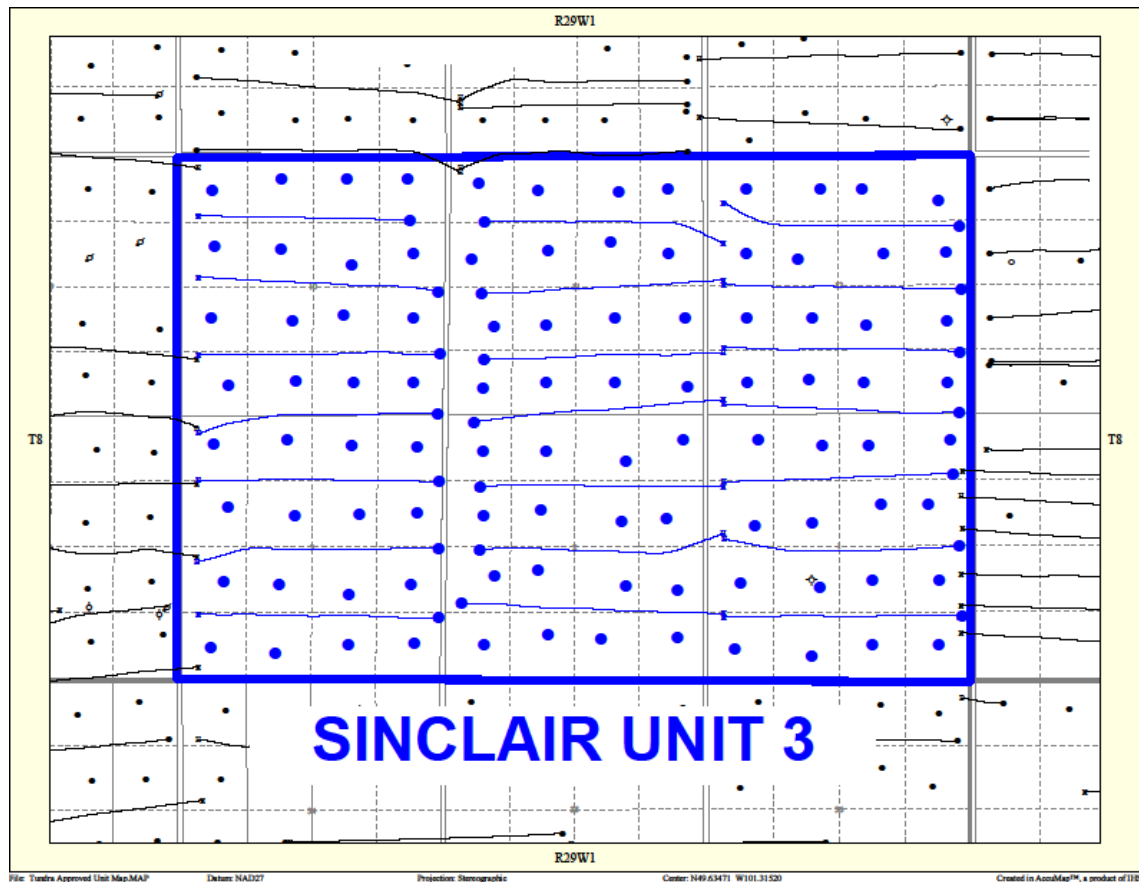 R29W1
T8 T8
SINCLAIR UNIT 3
R29W1
File: Tundra Approved Unit Map.MAP Datum: NAD27 Projection: Stereographic Center: N49.63471 W101.31520 Created in AccuMap™, a product of IHS